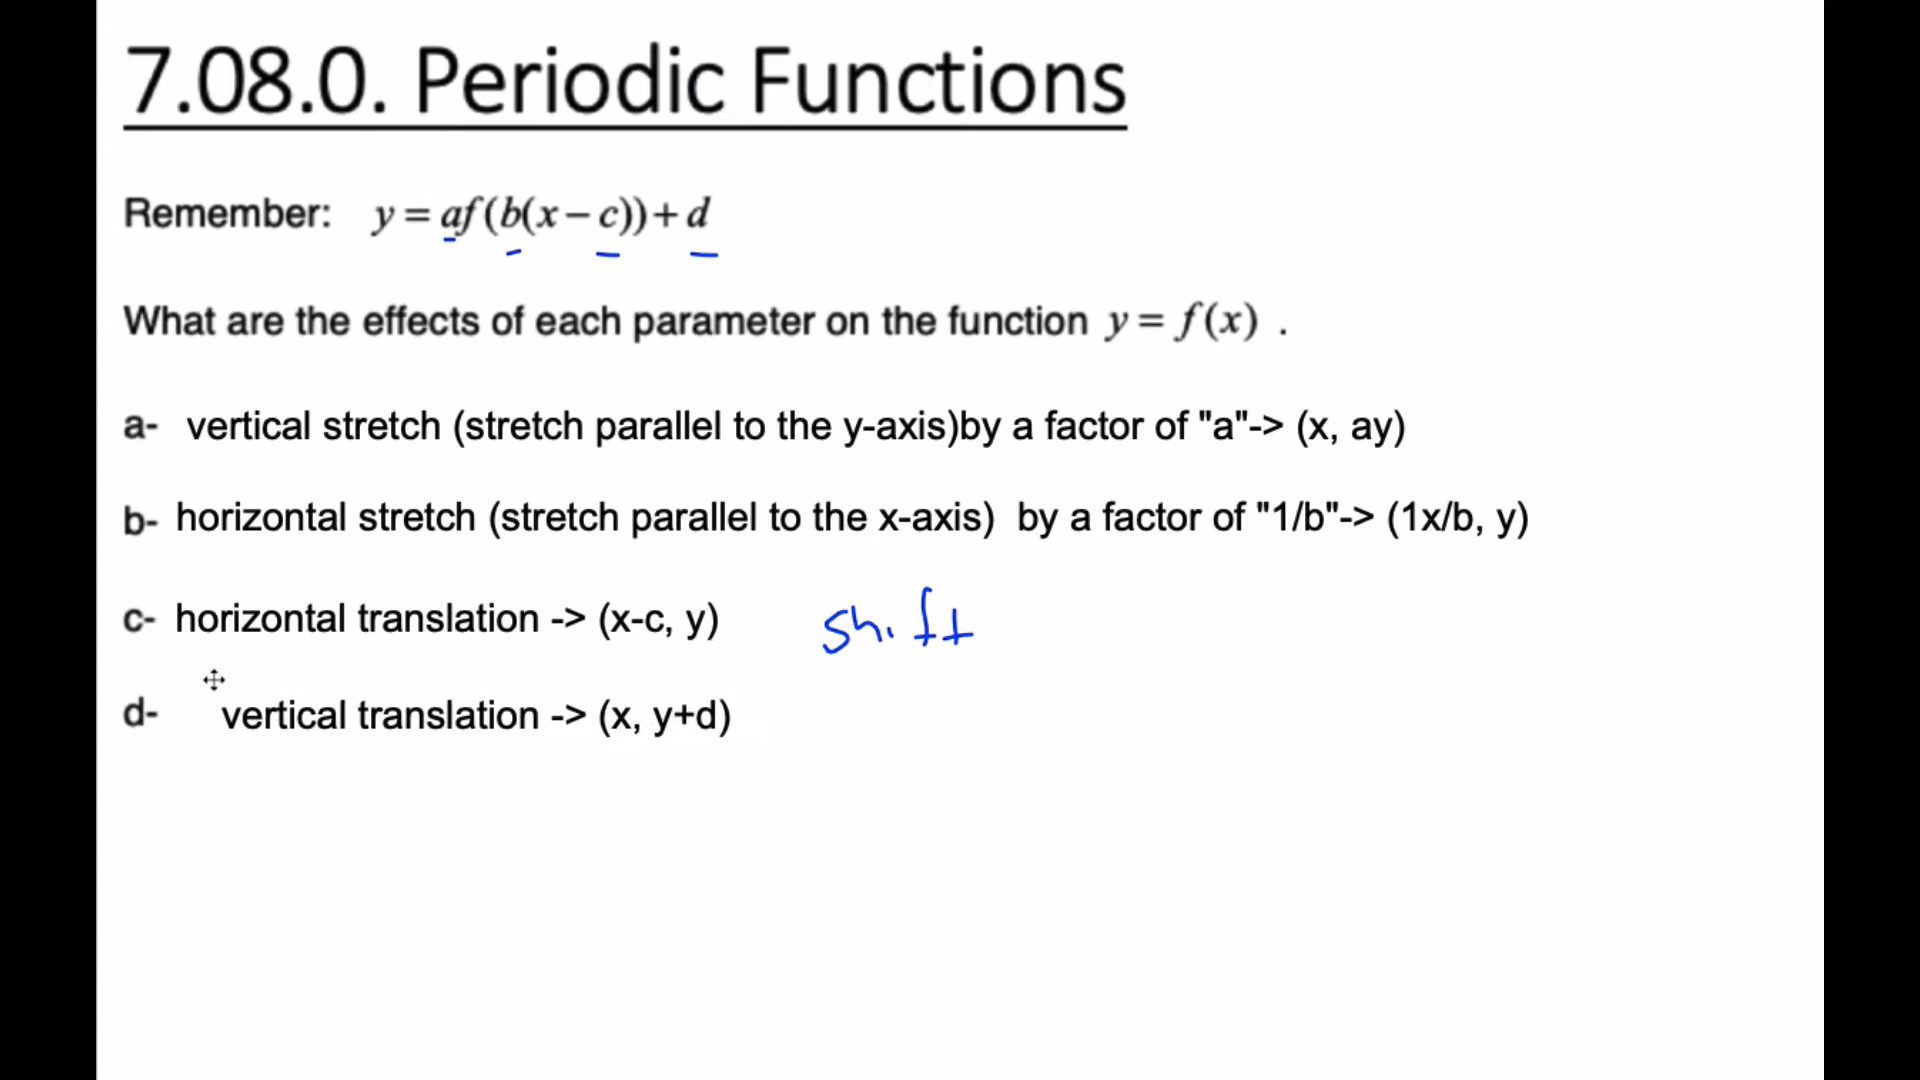 7.08.0. Periodic Functions
Remember: y = af(b(x − c)) + d
What are the effects of each parameter on the function y = f(x) .
a- vertical stretch (stretch parallel to the y-axis)by a factor of "a"-> (x, ay)
b- horizontal stretch (stretch parallel to the x-axis) by a factor of "1/b"-> (1x/b, y)
c- horizontal translation -> (x-c, y) shift
d- vertical translation -> (x, y+d)